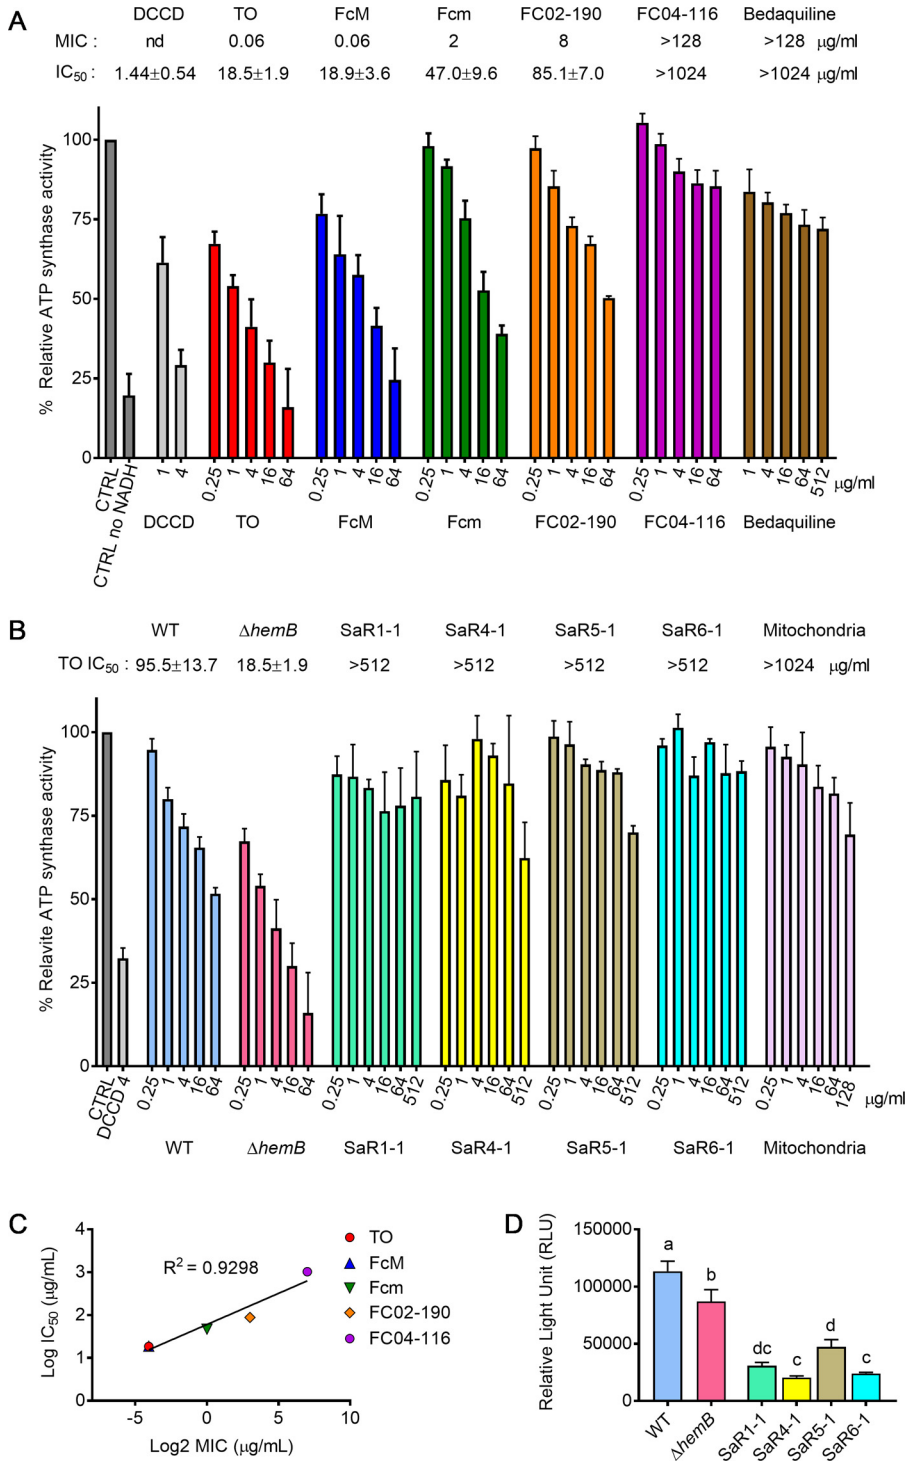 A
DCCD TO FcM Fcm FC02-190 FC04-116 Bedaquiline
MIC : nd 0.06 0.06 2 8 >128 >128 µg/ml
IC50 : 1.44±0.54 18.5±1.9 18.9±3.6 47.0±9.6 85.1±7.0 >1024 >1024 µg/ml
% Relative ATP synthase activity
100
75
50
25
0
CTRL CTRL no NADH 1 4 0.25 1 4 16 64 0.25 1 4 16 64 0.25 1 4 16 64 0.25 1 4 16 64 0.25 1 4 16 64 1 4 16 64 512 µg/ml
DCCD TO FcM Fcm FC02-190 FC04-116 Bedaquiline
B
WT ΔhemB SaR1-1 SaR4-1 SaR5-1 SaR6-1 Mitochondria
TO IC50 : 95.5±13.7 18.5±1.9 >512 >512 >512 >512 >1024 µg/ml
% Relavite ATP synthase activity
100
75
50
25
0
CTRL DCCD 4 0.25 1 4 16 64 0.25 1 4 16 64 0.25 1 4 16 64 512 0.25 1 4 16 64 512 0.25 1 4 16 64 512 0.25 1 4 16 64 512 0.25 1 4 16 64 128 µg/ml
WT ΔhemB SaR1-1 SaR4-1 SaR5-1 SaR6-1 Mitochondria
C
Log IC50 (µg/mL)
4
3
2
1
0
R2 = 0.9298
-5 0 5 10
Log2 MIC (µg/mL)
TO
FcM
Fcm
FC02-190
FC04-116
D
Relative Light Unit (RLU)
150000
100000
50000
0
a b dc c d c
WT ΔhemB SaR1-1 SaR4-1 SaR5-1 SaR6-1